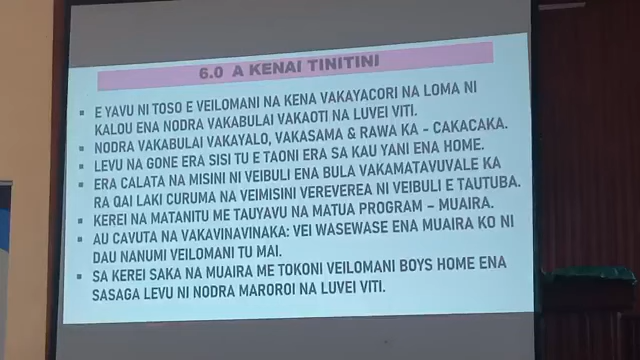 6.0 A KENAI TINITINI
E YAVU NI TOSO E VEILOMANI NA KENA VAKAYACORI NA LOMA NI
KALOU ENA NODRA VAKABULAI VAKAOTI NA LUVEI VITI.
NODRA VAKABULAI VAKAYALO, VAKASAMA & RAWA KA - CAKACAKA.
LEVU NA GONE ERA SISI TU E TAONI ERA SA KAU YANI ENA HOME.
ERA CALATA NA MISINI NI VEIBULI ENA BULA VAKAMATAVUVALE KA
RA QAI LAKI CURUMA NA VEIMISINI VEREVEREA NI VEIBULI E TAUTUBA.
KEREI NA MATANITU ME TAUYAVU NA MATUA PROGRAM – MUAIRA.
AU CAVUTA NA VAKAVINAVINAKA: VEI WASEWASE ENA MUAIRA KO NI
DAU NANUMI VEILOMANI TU MAI.
SA KEREI SAKA NA MUAIRA ME TOKONI VEILOMANI BOYS HOME ENA
SASAGA LEVU NI NODRA MAROROI NA LUVEI VITI.